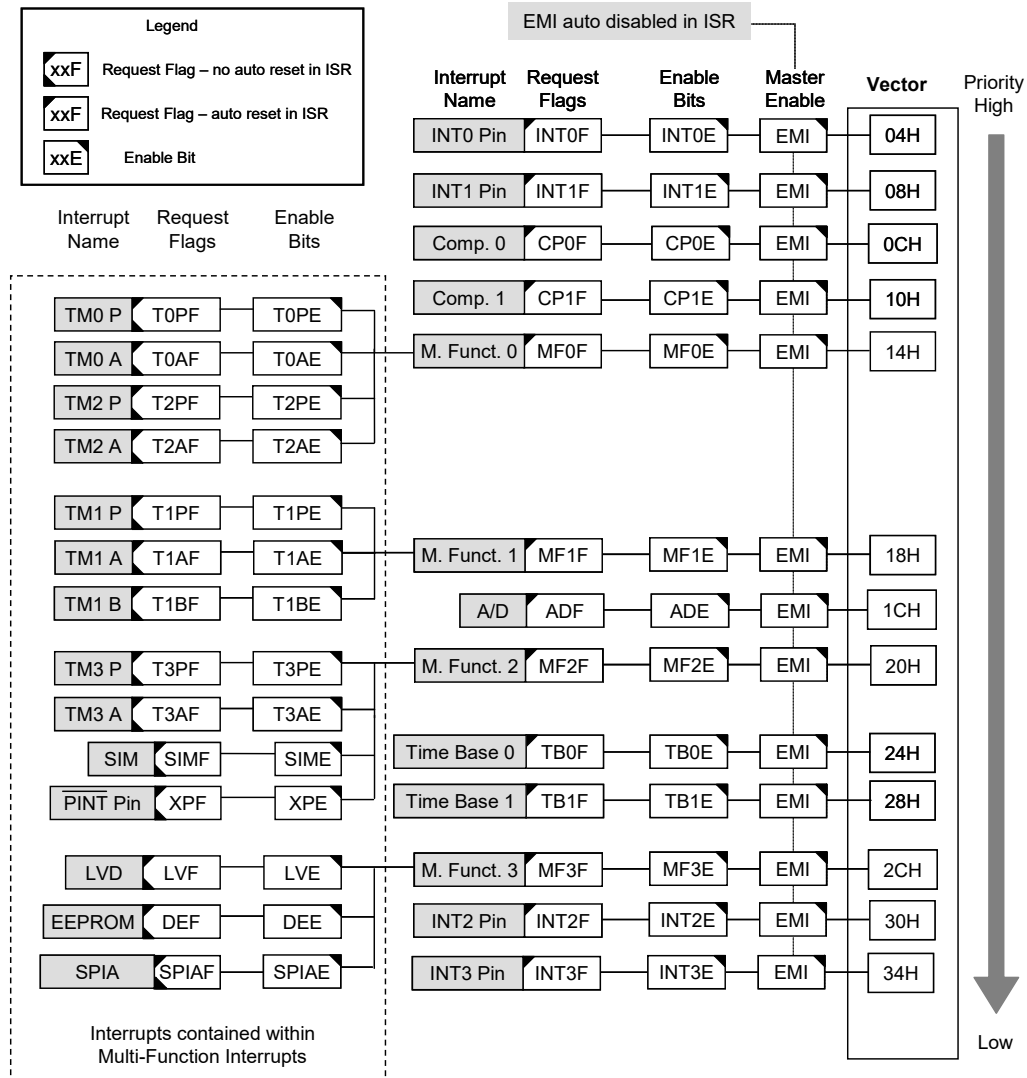 Legend
xxF Request Flag – no auto reset in ISR
xxF Request Flag – auto reset in ISR
xxE Enable Bit
EMI auto disabled in ISR
Interrupt Name Request Flags Enable Bits Master Enable Vector Priority High
INT0 Pin INT0F INT0E EMI 04H
INT1 Pin INT1F INT1E EMI 08H
Comp. 0 CP0F CP0E EMI 0CH
Comp. 1 CP1F CP1E EMI 10H
M. Funct. 0 MF0F MF0E EMI 14H
M. Funct. 1 MF1F MF1E EMI 18H
A/D ADF ADE EMI 1CH
M. Funct. 2 MF2F MF2E EMI 20H
Time Base 0 TB0F TB0E EMI 24H
Time Base 1 TB1F TB1E EMI 28H
M. Funct. 3 MF3F MF3E EMI 2CH
INT2 Pin INT2F INT2E EMI 30H
INT3 Pin INT3F INT3E EMI 34H
Low
Interrupt Name Request Flags Enable Bits
TM0 P T0PF T0PE
TM0 A T0AF T0AE
TM2 P T2PF T2PE
TM2 A T2AF T2AE
TM1 P T1PF T1PE
TM1 A T1AF T1AE
TM1 B T1BF T1BE
TM3 P T3PF T3PE
TM3 A T3AF T3AE
SIM SIMF SIME
PINT Pin XPF XPE
LVD LVF LVE
EEPROM DEF DEE
SPIA SPIAF SPIAE
Interrupts contained within
Multi-Function Interrupts